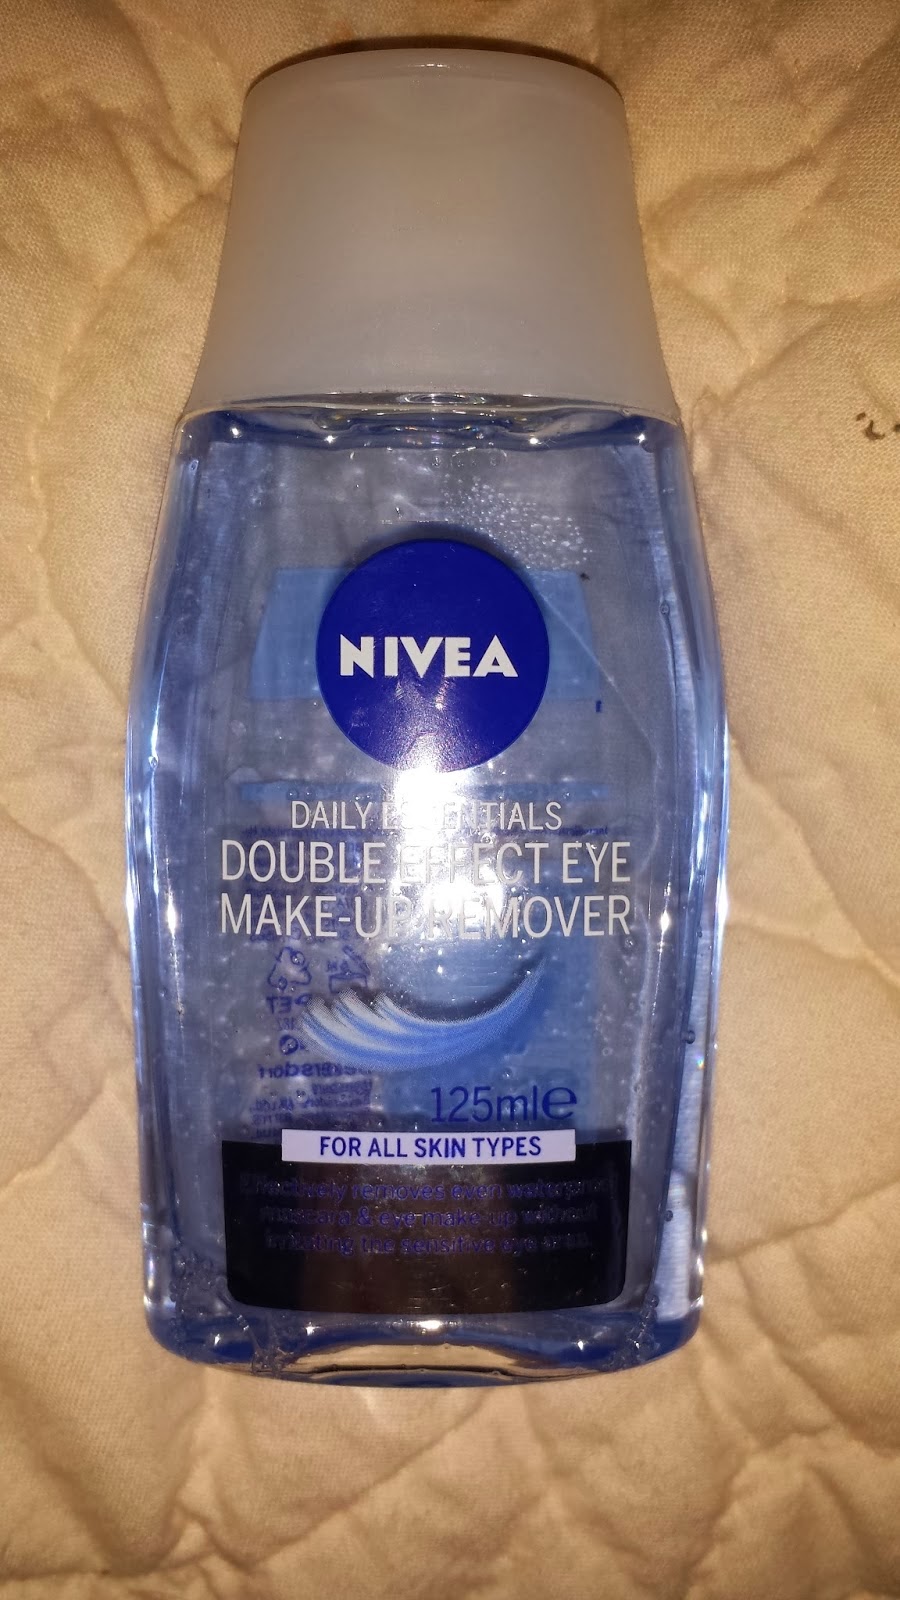 NIVEA
DAILY ESSENTIALS
DOUBLE EFFECT EYE
MAKE-UP REMOVER
125ml e
FOR ALL SKIN TYPES
Effectively removes even waterproof
mascara & eye make-up without
irritating the sensitive eye area.